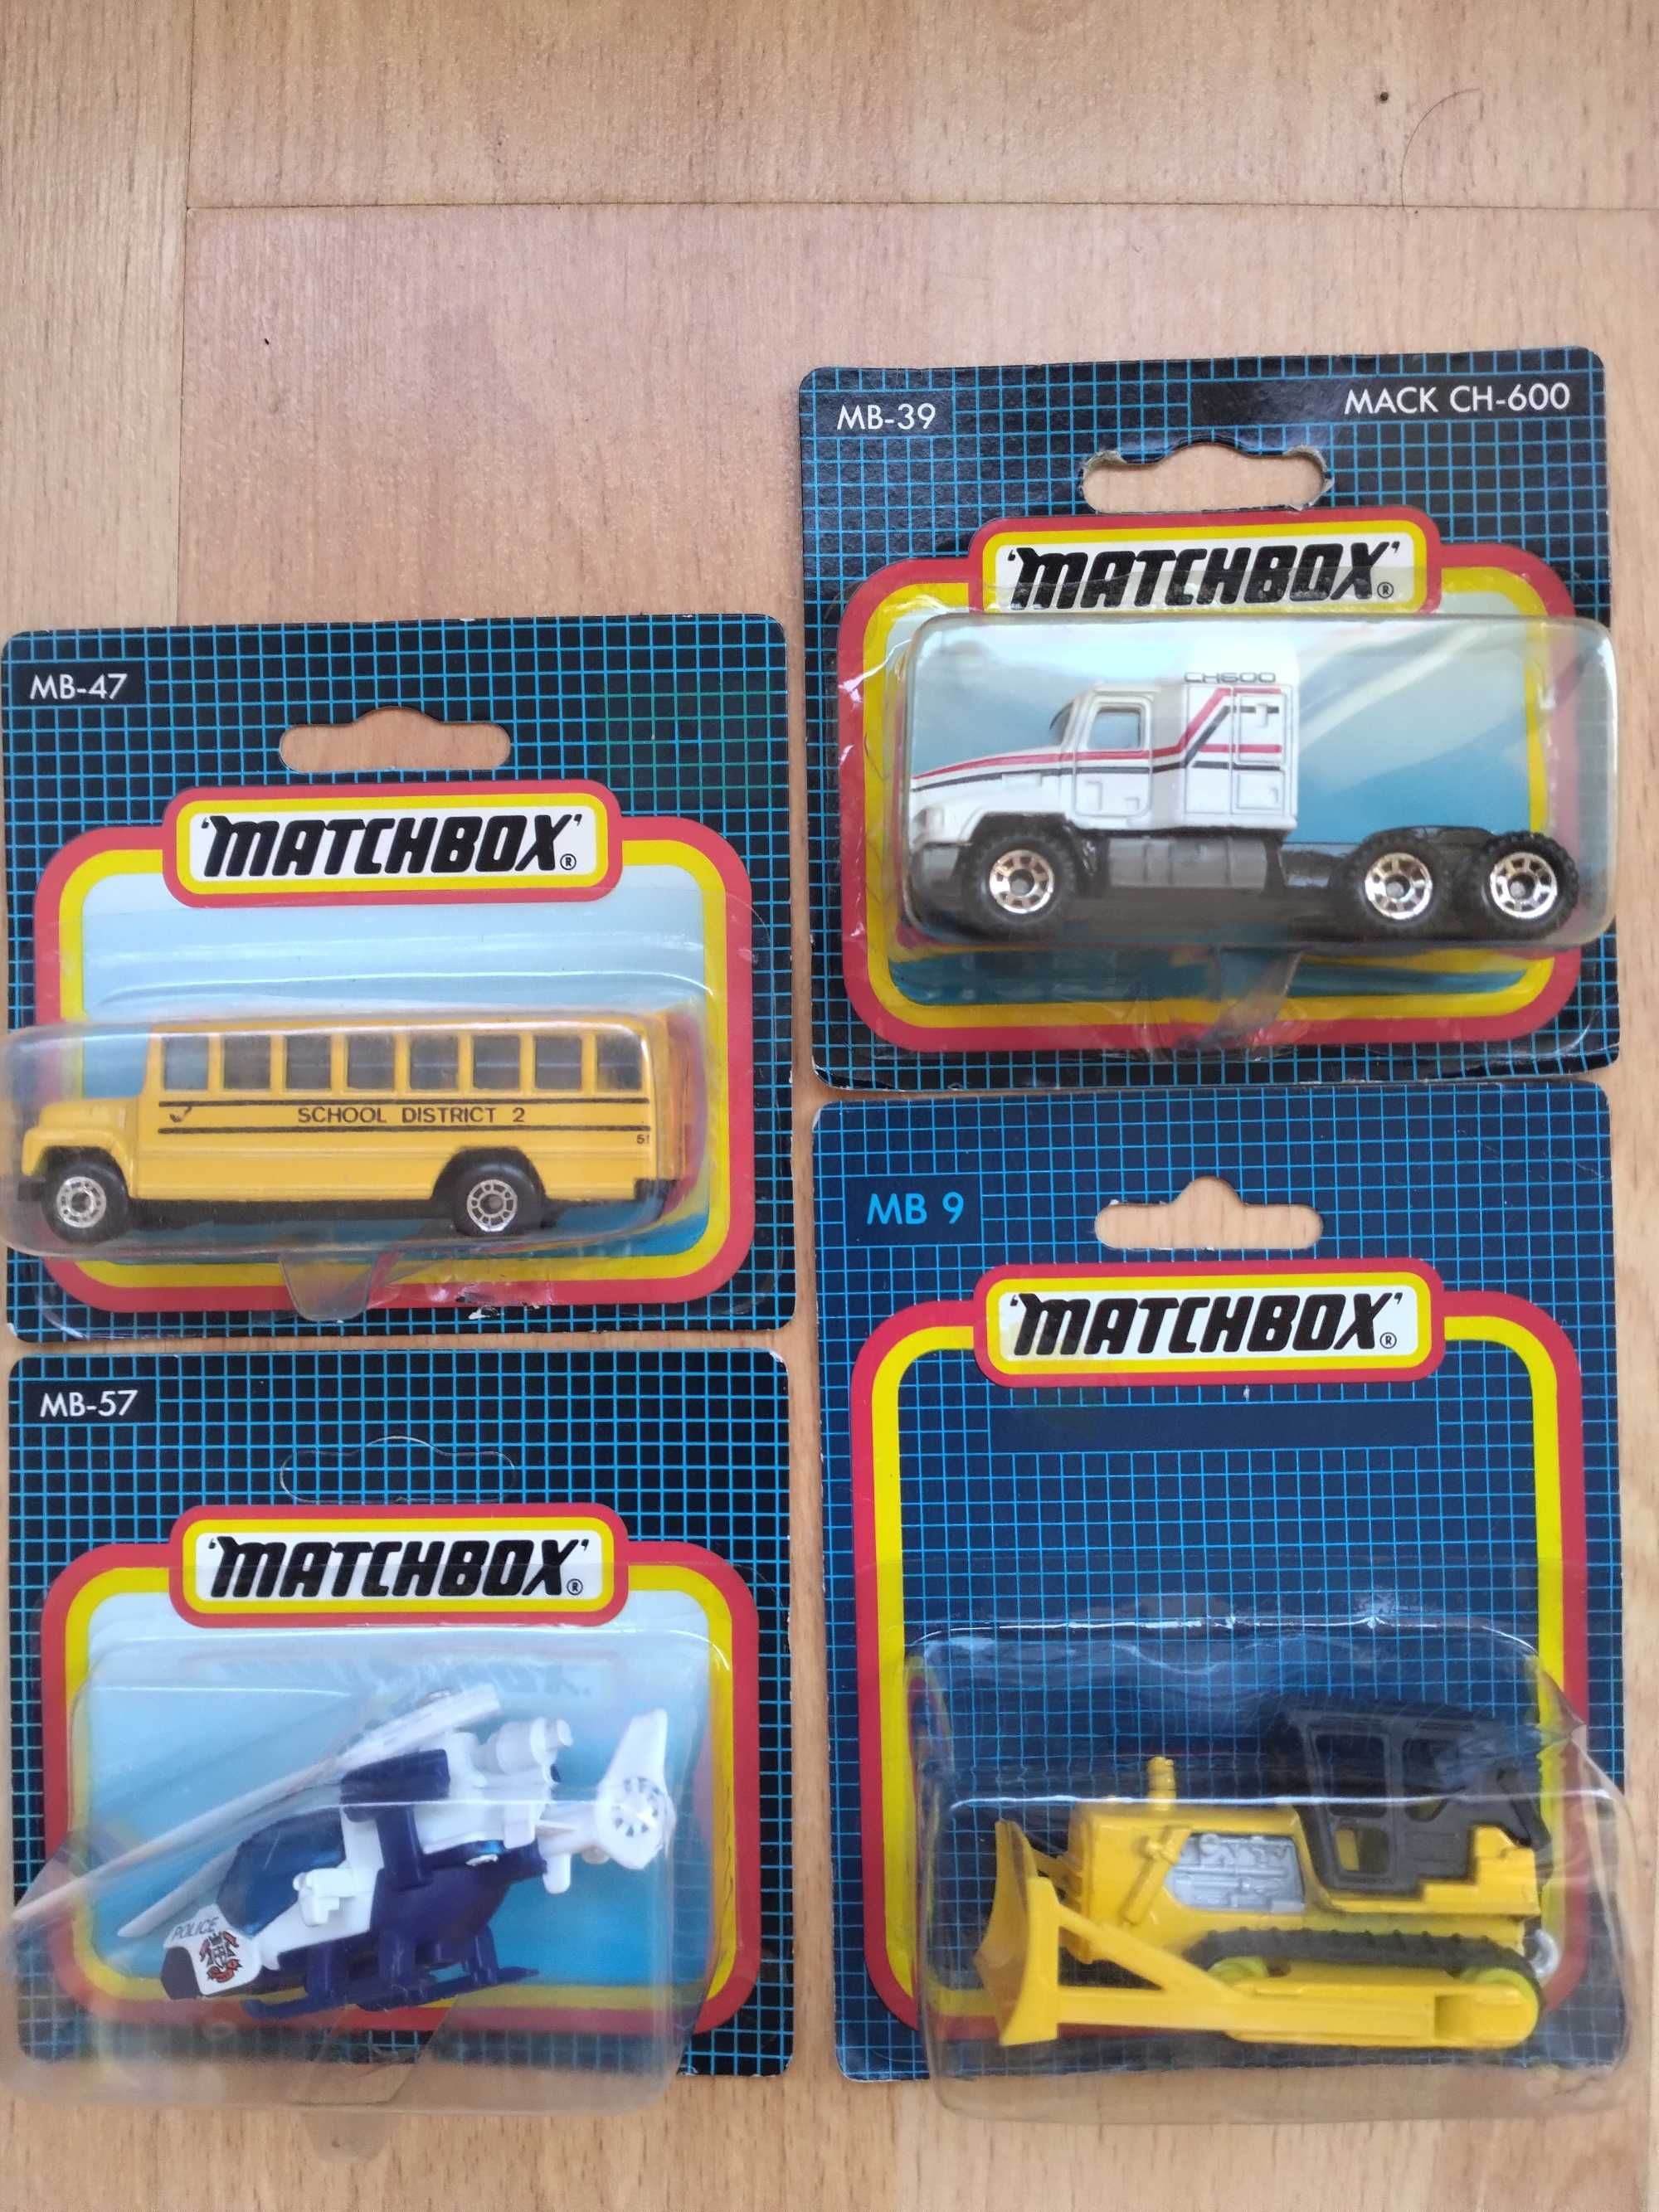 MB-39
MACK CH-600
'MATCHBOX'®
CH600
MB-47
'MATCHBOX'®
SCHOOL DISTRICT 2
51
MB 9
'MATCHBOX'®
MB-57
'MATCHBOX'®
POLICE